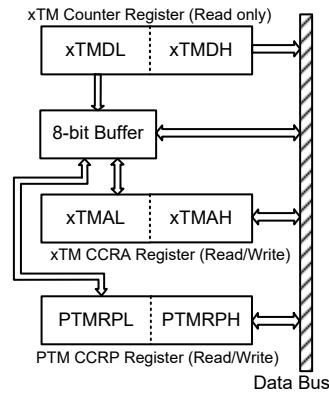 xTM Counter Register (Read only)
xTMDL xTMDH
8-bit Buffer
xTMAL xTMAH
xTM CCRA Register (Read/Write)
PTMRPL PTMRPH
PTM CCRP Register (Read/Write)
Data Bus